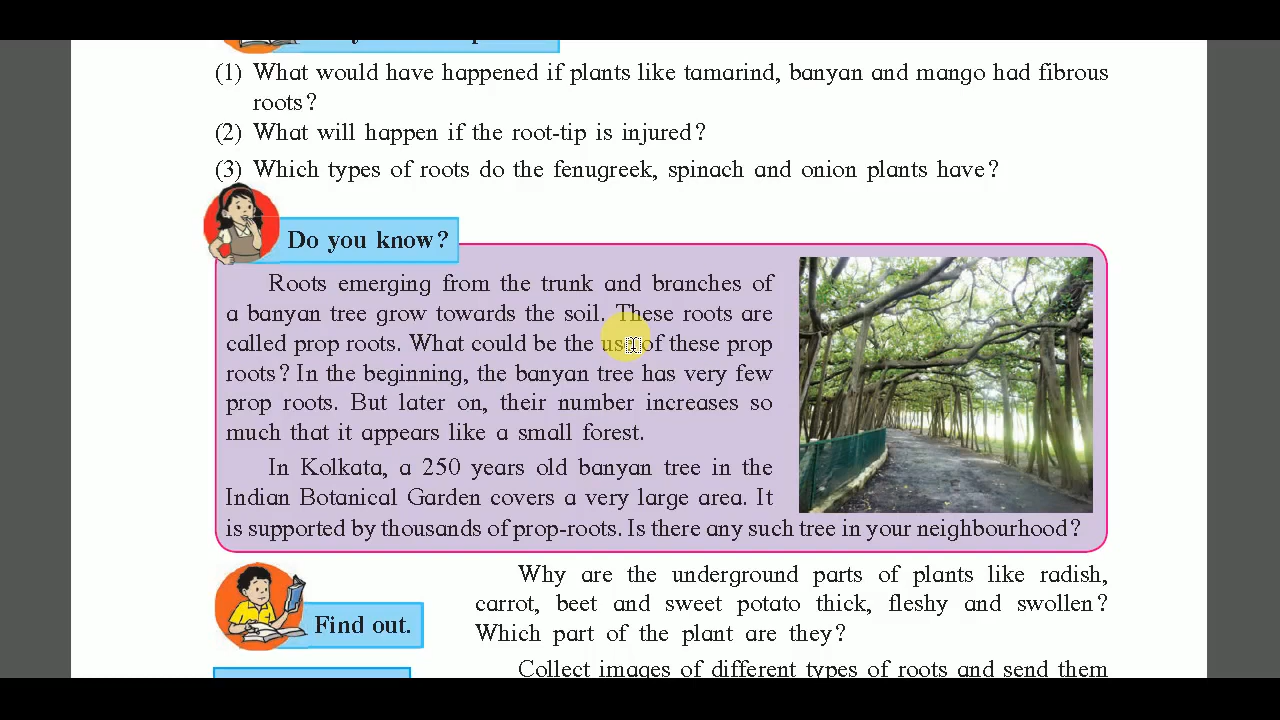 (1) What would have happened if plants like tamarind, banyan and mango had fibrous
roots?
(2) What will happen if the root-tip is injured?
(3) Which types of roots do the fenugreek, spinach and onion plants have?
Do you know?
Roots emerging from the trunk and branches of
a banyan tree grow towards the soil. These roots are
called prop roots. What could be the use of these prop
roots? In the beginning, the banyan tree has very few
prop roots. But later on, their number increases so
much that it appears like a small forest.
In Kolkata, a 250 years old banyan tree in the
Indian Botanical Garden covers a very large area. It
is supported by thousands of prop-roots. Is there any such tree in your neighbourhood?
Find out.
Why are the underground parts of plants like radish,
carrot, beet and sweet potato thick, fleshy and swollen?
Which part of the plant are they?
Collect images of different types of roots and send them